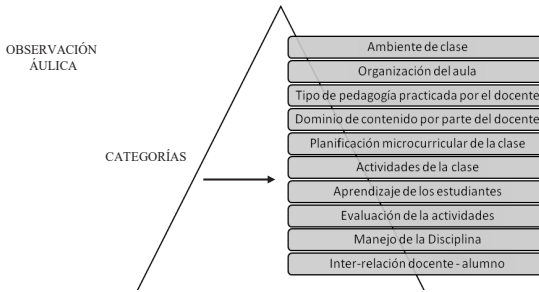 OBSERVACIÓN
ÁULICA
CATEGORÍAS
Ambiente de clase
Organización del aula
Tipo de pedagogía practicada por el docente
Dominio de contenido por parte del docente
Planificación microcurricular de la clase
Actividades de la clase
Aprendizaje de los estudiantes
Evaluación de la actividades
Manejo de la Disciplina
Inter-relación docente - alumno